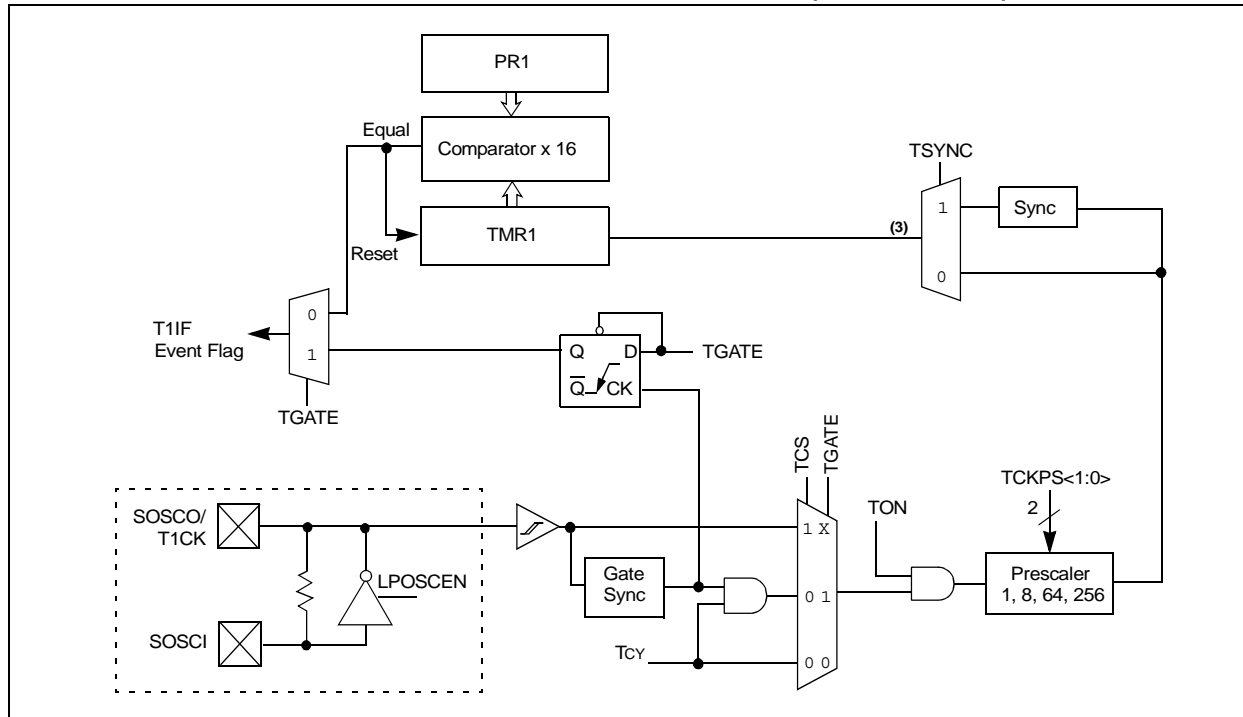 PR1
Equal
Comparator x 16
TSYNC
1
Sync
(3)
TMR1
Reset
0
0
T1IF
Event Flag
1
Q
D
TGATE
Q̅
CK
TGATE
TCS
TGATE
TCKPS<1:0>
2
SOSCO/
T1CK
TON
1 X
LPOSCEN
Gate
Sync
0 1
Prescaler
1, 8, 64, 256
SOSCI
TCY
0 0